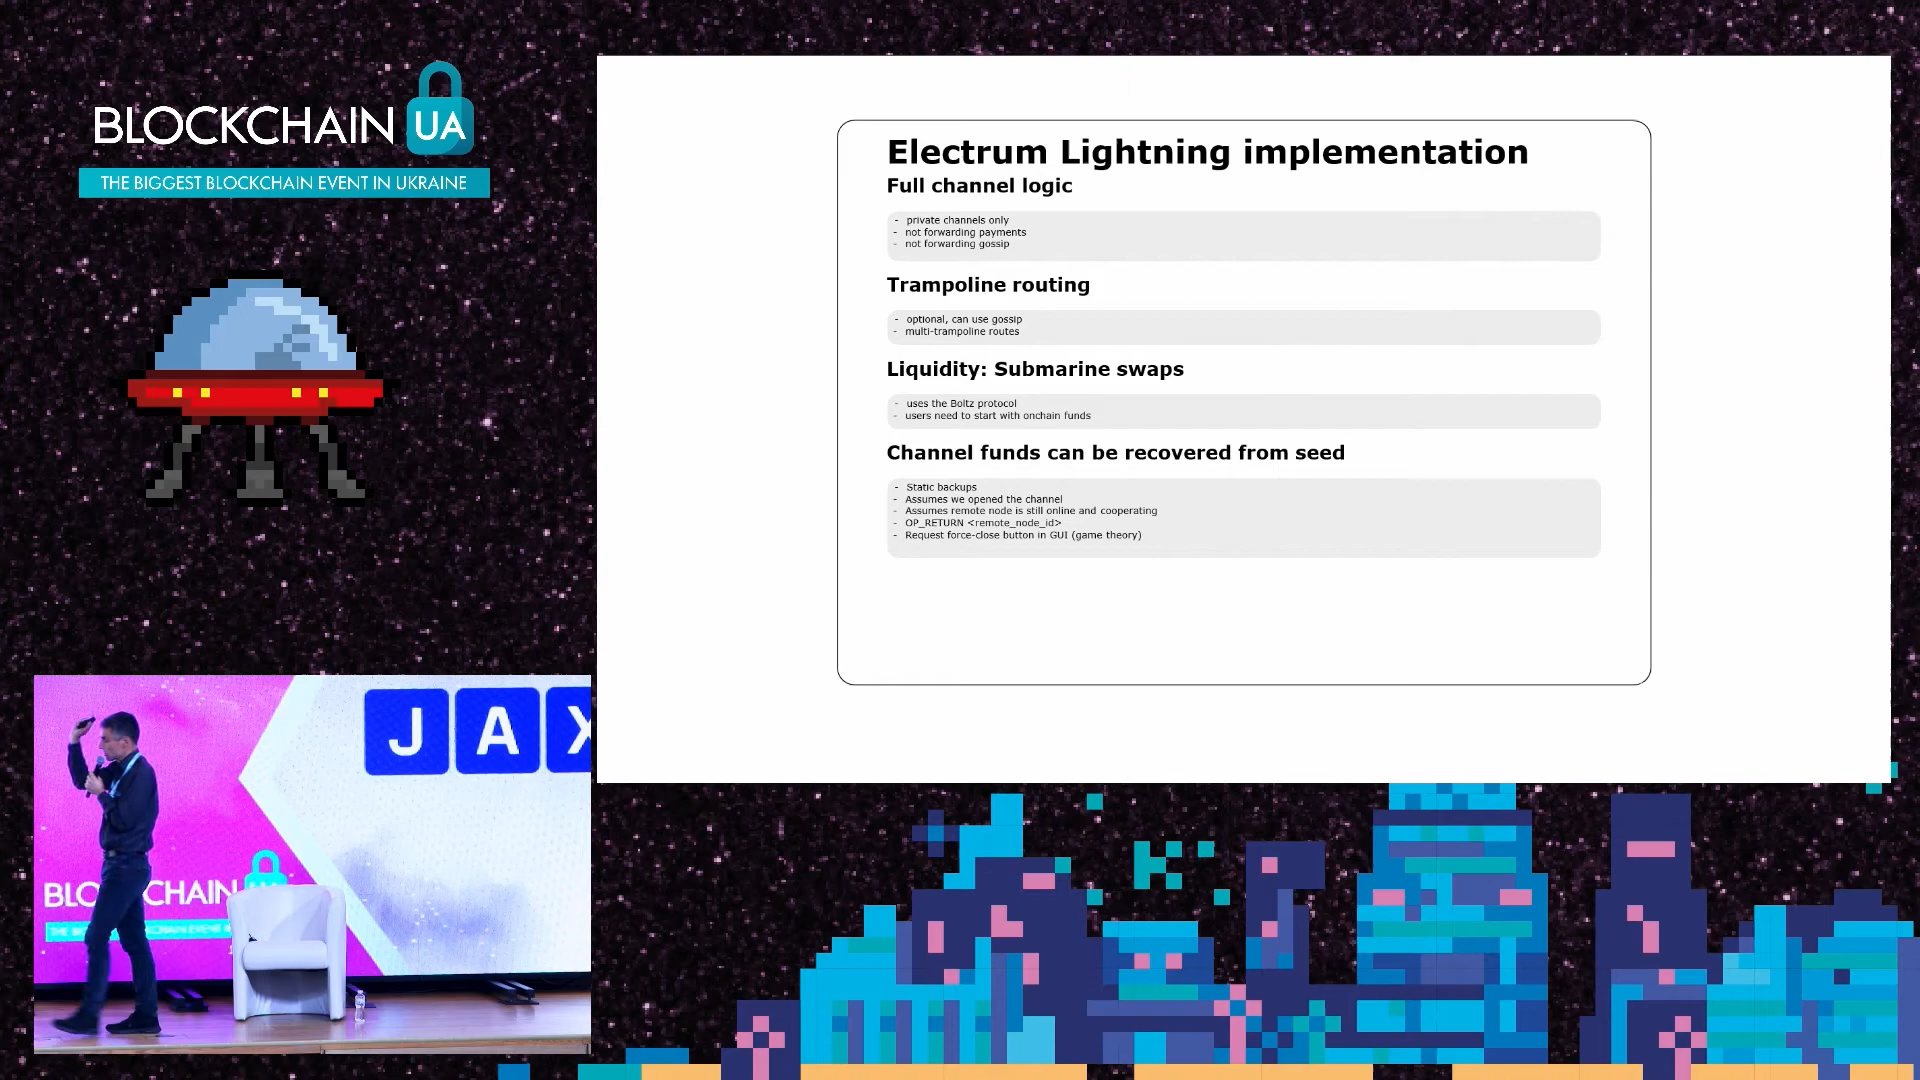 BLOCKCHAIN UA
THE BIGGEST BLOCKCHAIN EVENT IN UKRAINE
Electrum Lightning implementation
Full channel logic
- private channels only
- not forwarding payments
- not forwarding gossip
Trampoline routing
- optional, can use gossip
- multi-trampoline routes
Liquidity: Submarine swaps
- uses the Boltz protocol
- users need to start with onchain funds
Channel funds can be recovered from seed
- Static backups
- Assumes we opened the channel
- Assumes remote node is still online and cooperating
- OP_RETURN <remote_node_id>
- Request force-close button in GUI (game theory)
JAX
BLO CHAIN